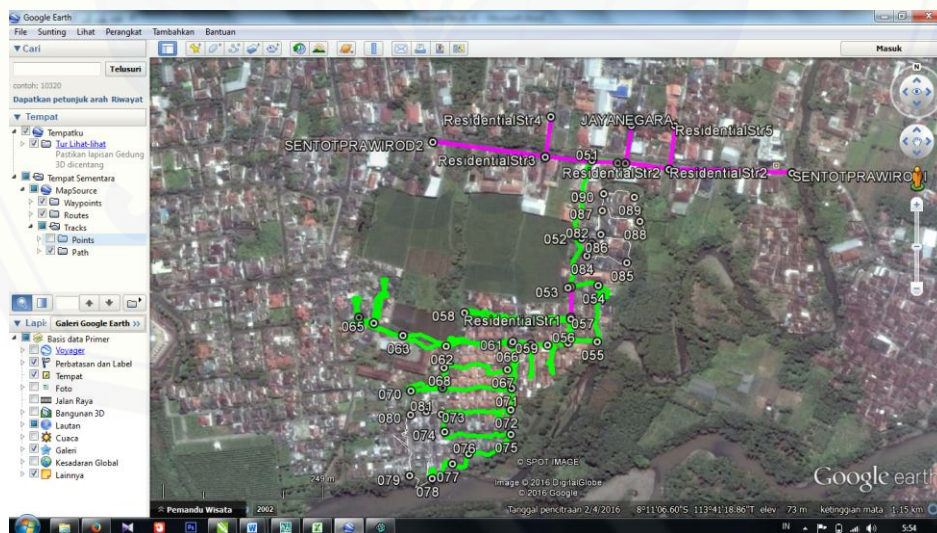 Google Earth
File Sunting Lihat Perangkat Tambahkan Bantuan
Cari
Masuk
Telusuri
contoh: 10320
Dapatkan petunjuk arah Riwayat
Tempat
Tempatku
Tur Lihat-lihat
Pastikan lapisan Gedung
3D dicentang
Tempat Sementara
MapSource
Waypoints
Routes
Tracks
Points
Path
Lapi:
Galeri Google Earth >>
Basis data Primer
Voyager
Perbatasan dan Label
Tempat
Foto
Jalan Raya
Bangunan 3D
Lautan
Cuaca
Galeri
Kesadaran Global
Lainnya
N
ResidentialStr4
JAYANEGARA
ResidentialStr5
SENTOTPRAWIROD2
ResidentialStr3
051
ResidentialStr2
ResidentialStr2
090
087
089
052
082
088
086
084
085
053
054
058
ResidentialStr1
057
065
063
061
059
056
055
062
066
068
067
070
081
071
080
073
072
074
075
076
077
079
078
249 m
© SPOT IMAGE
Image © 2016 DigitalGlobe
© 2016 Google
Google earth
Pemandu Wisata
2002
Tanggal pencitraan 2/4/2016 8°11'06.60"S 113°41'18.86"T elev 73 m ketinggian mata 1.15 km
IN
5:54